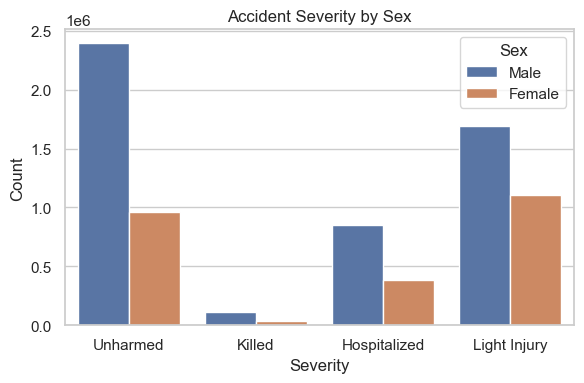 Accident Severity by Sex
1e6
2.5
2.0
1.5
1.0
0.5
0.0
Count
Sex
Male
Female
Unharmed Killed Hospitalized Light Injury
Severity